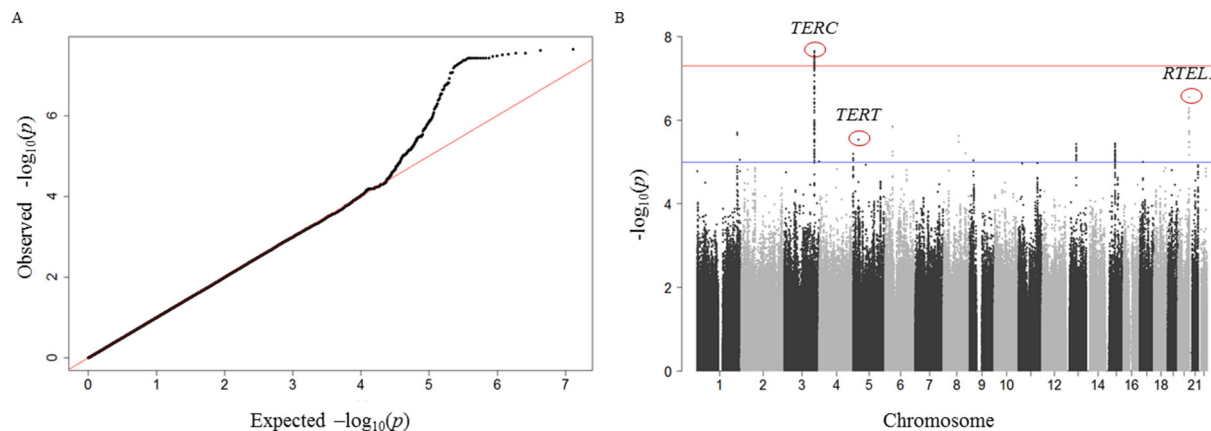 A
Observed -log10(p)
6
4
2
0
0 1 2 3 4 5 6 7
Expected –log10(p)
B
TERC
RTEL1
TERT
-log10(p)
8
6
4
2
0
1 2 3 4 5 6 7 8 9 10 12 14 16 18 21
Chromosome